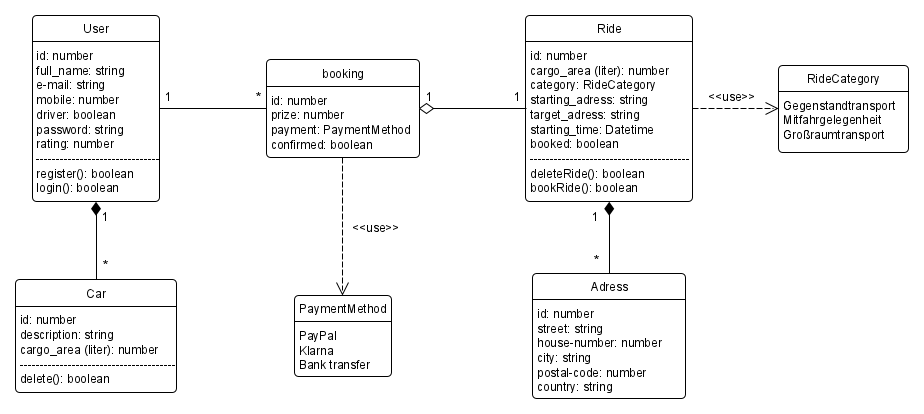 User
id: number
full_name: string
e-mail: string
mobile: number
driver: boolean
password: string
rating: number
register(): boolean
login(): boolean
1
*
booking
id: number
prize: number
payment: PaymentMethod
confirmed: boolean
1
1
Ride
id: number
cargo_area (liter): number
category: RideCategory
starting_adress: string
target_adress: string
starting_time: Datetime
booked: boolean
deleteRide(): boolean
bookRide(): boolean
<<use>>
RideCategory
Gegenstandtransport
Mitfahrgelegenheit
Großraumtransport
1
*
<<use>>
1
*
Car
id: number
description: string
cargo_area (liter): number
delete(): boolean
PaymentMethod
PayPal
Klarna
Bank transfer
Adress
id: number
street: string
house-number: number
city: string
postal-code: number
country: string